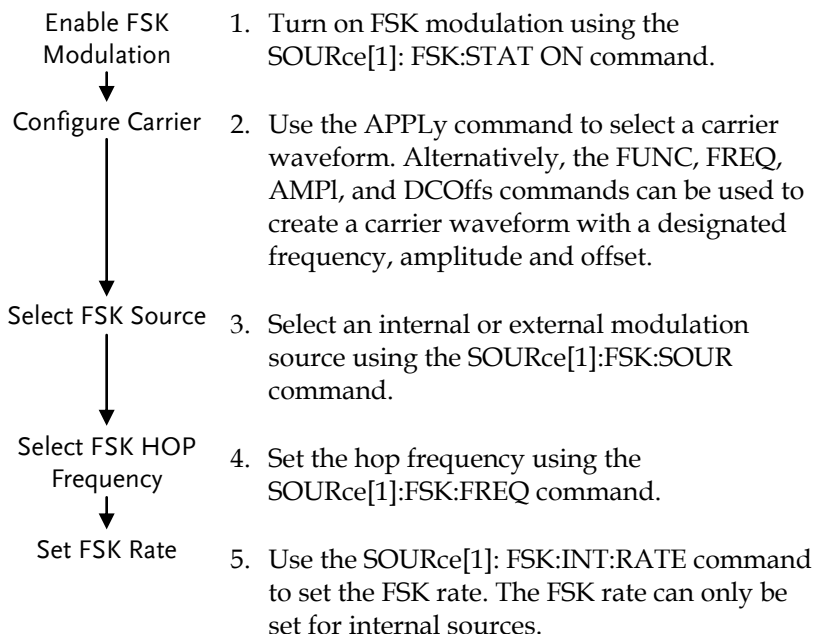 Enable FSK
Modulation
1. Turn on FSK modulation using the
SOURce[1]: FSK:STAT ON command.
Configure Carrier
2. Use the APPLy command to select a carrier
waveform. Alternatively, the FUNC, FREQ,
AMPl, and DCOffs commands can be used to
create a carrier waveform with a designated
frequency, amplitude and offset.
Select FSK Source
3. Select an internal or external modulation
source using the SOURce[1]:FSK:SOUR
command.
Select FSK HOP
Frequency
4. Set the hop frequency using the
SOURce[1]:FSK:FREQ command.
Set FSK Rate
5. Use the SOURce[1]: FSK:INT:RATE command
to set the FSK rate. The FSK rate can only be
set for internal sources.